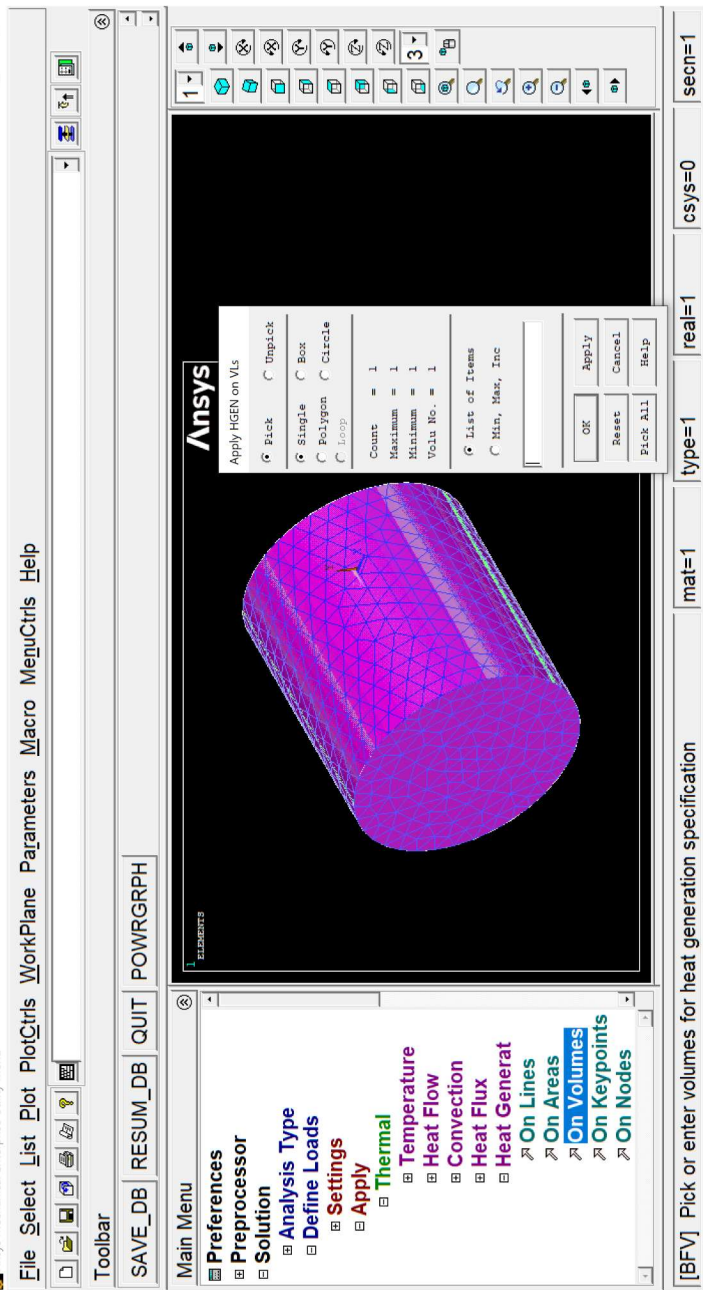 File Select List Plot PlotCtrls WorkPlane Parameters Macro MenuCtrls Help
Toolbar
SAVE_DB RESUM_DB QUIT POWRGRPH
Main Menu
Preferences
Preprocessor
Solution
Analysis Type
Define Loads
Settings
Apply
Thermal
Temperature
Heat Flow
Convection
Heat Flux
Heat Generat
On Lines
On Areas
On Volumes
On Keypoints
On Nodes
1
ELEMENTS
Ansys
Apply HGEN on VLs
Pick Unpick
Single Box
Polygon Circle
Loop
Count = 1
Maximum = 1
Minimum = 1
Volu No. = 1
List of Items
Min, Max, Inc
OK Apply
Reset Cancel
Pick All Help
1
3
[BFV] Pick or enter volumes for heat generation specification
mat=1 type=1 real=1 csys=0 secn=1